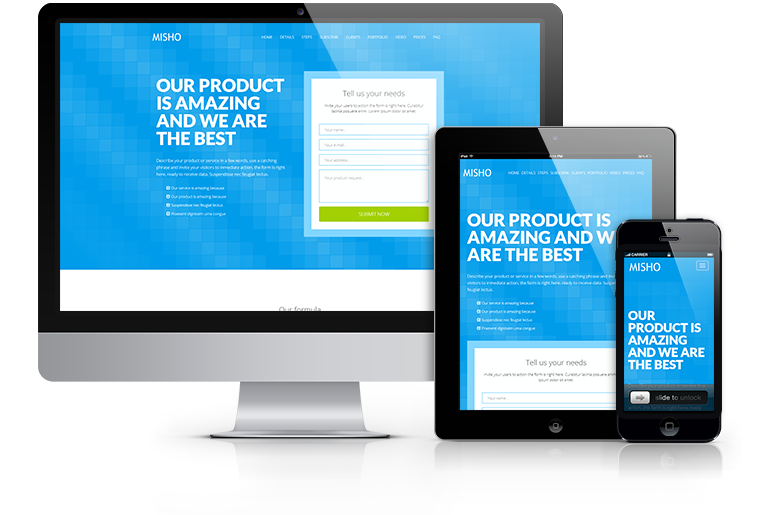 MISHO
HOME DETAILS STEPS SUBSCRIBE CLIENTS PORTFOLIO VIDEO PRICES FAQ
OUR PRODUCT
IS AMAZING
AND WE ARE
THE BEST
Describe your product or service in a few words, use a catching
phrase and invite your visitors to immediate action, the form is right
here, ready to receive data. Suspendisse nec feugiat lectus.
Our service is amazing because
Our product is amazing because
Suspendisse nec feugiat lectus
Praesent dignissim urna congue
Tell us your needs
Invite your users to action the form is right here. Curabitur
lacinia posuere enim. Lorem ipsum dolor sit amet.
Your name...
Your e-mail...
Your address...
Your product request...
SUBMIT NOW
Our formula
iPad
MISHO
HOME DETAILS STEPS SUBSCRIBE CLIENTS PORTFOLIO VIDEO PRICES FAQ
OUR PRODUCT IS
AMAZING AND W
ARE THE BEST
Describe your product or service in a few words, use a catching phrase and
visitors to immediate action, the form is right here, ready to receive
feugiat lectus.
Our service is amazing because
Our product is amazing because
Suspendisse nec feugiat lectus
Praesent dignissim urna congue
Tell us your needs
Invite your users to action the form is right here. Curabitur lacinia posuere enim.
ipsum dolor sit amet.
Your name...
CARRIER
MISHO
OUR
PRODUCT IS
AMAZING
AND WE ARE
THE BEST
slide to unlock